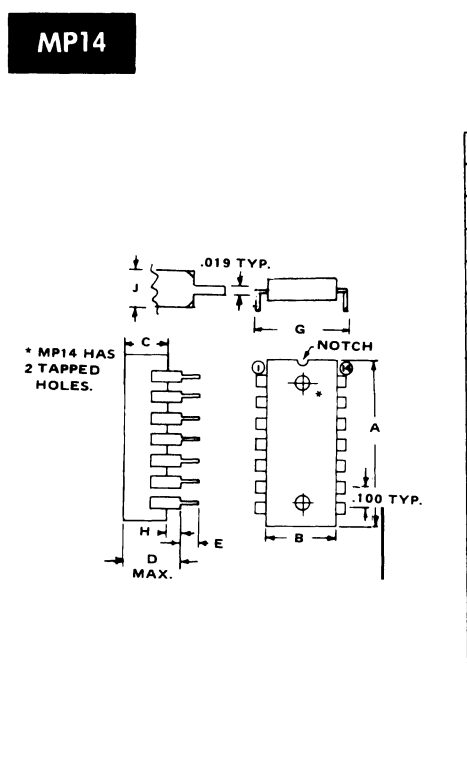 MP14
.019 TYP.
J
G
C
NOTCH
* MP14 HAS
2 TAPPED
HOLES.
1
14
*
A
.100 TYP.
H
E
B
D
MAX.